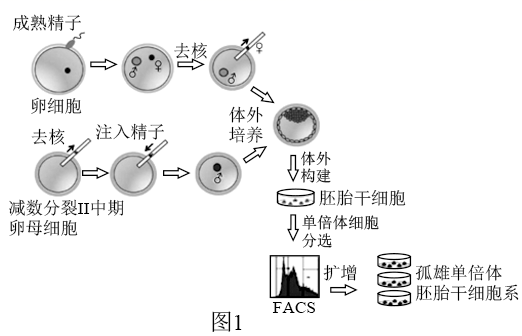 成熟精子
去核
♂
♀
♀
♂
卵细胞
去核
注入精子
体外
培养
♂
减数分裂II中期
卵母细胞
体外
构建
胚胎干细胞
单倍体细胞
分选
FACS
扩增
孤雄单倍体
胚胎干细胞系
图1